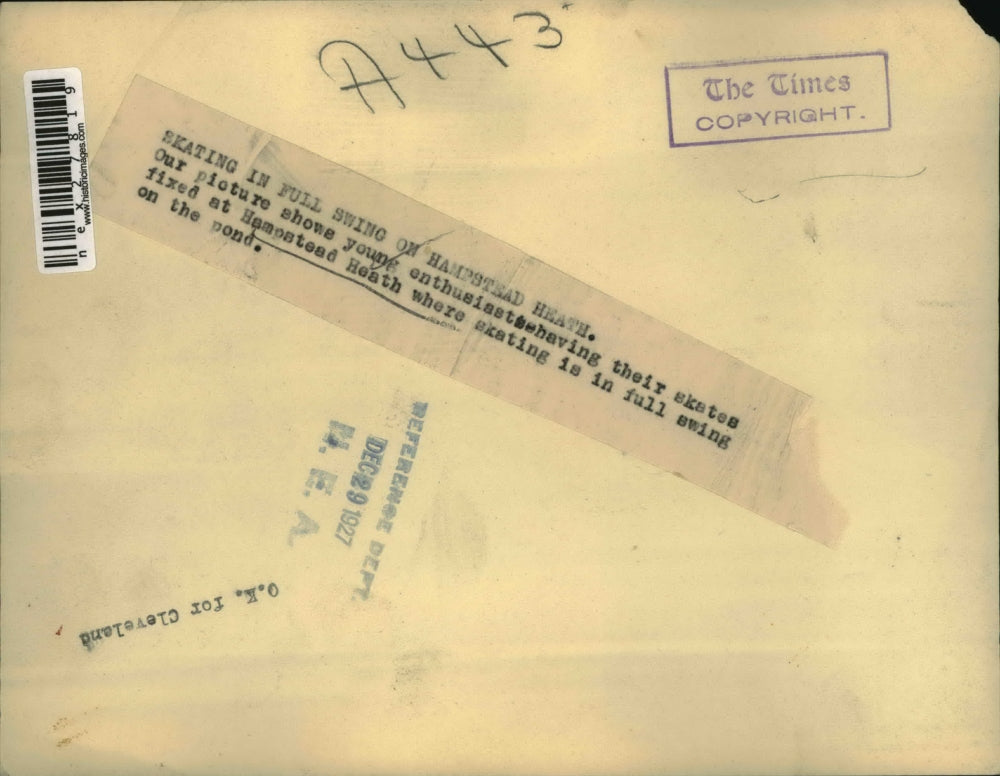 A443
The Times
COPYRIGHT.
nex2278819
www.historicimages.com
SKATING IN FULL SWING ON HAMPSTEAD HEATH.
Our picture shows young enthusiasts having their skates
fixed at Hampstead Heath where skating is in full swing
on the pond.
REFERENCE DEPT.
DEC 29 1927
N. E. A.
O.K. for Cleveland